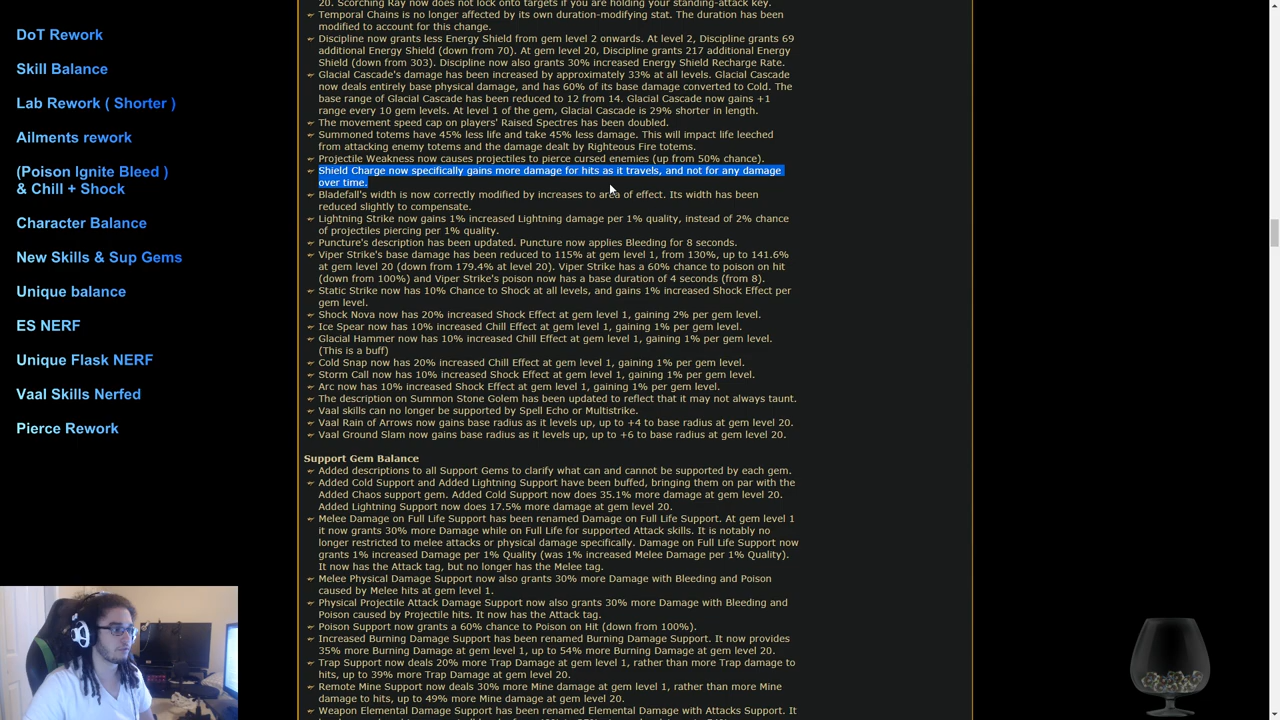 DoT Rework
Skill Balance
Lab Rework ( Shorter )
Ailments rework
(Poison Ignite Bleed )
& Chill + Shock
Character Balance
New Skills & Sup Gems
Unique balance
ES NERF
Unique Flask NERF
Vaal Skills Nerfed
Pierce Rework
20. Scorching Ray now does not lock onto targets if you are holding your standing-attack key.
Temporal Chains is no longer affected by its own duration-modifying stat. The duration has been
modified to account for this change.
Discipline now grants less Energy Shield from gem level 2 onwards. At level 2, Discipline grants 69
additional Energy Shield (down from 70). At gem level 20, Discipline grants 217 additional Energy
Shield (down from 303). Discipline now also grants 30% increased Energy Shield Recharge Rate.
Glacial Cascade's damage has been increased by approximately 33% at all levels. Glacial Cascade
now deals entirely base physical damage, and has 60% of its base damage converted to Cold. The
base range of Glacial Cascade has been reduced to 12 from 14. Glacial Cascade now gains +1
range every 10 gem levels. At level 1 of the gem, Glacial Cascade is 29% shorter in length.
The movement speed cap on players' Raised Spectres has been doubled.
Summoned totems have 45% less life and take 45% less damage. This will impact life leeched
from attacking enemy totems and the damage dealt by Righteous Fire totems.
Projectile Weakness now causes projectiles to pierce cursed enemies (up from 50% chance).
Shield Charge now specifically gains more damage for hits as it travels, and not for any damage
over time.
Bladefall's width is now correctly modified by increases to area of effect. Its width has been
reduced slightly to compensate.
Lightning Strike now gains 1% increased Lightning damage per 1% quality, instead of 2% chance
of projectiles piercing per 1% quality.
Puncture's description has been updated. Puncture now applies Bleeding for 8 seconds.
Viper Strike's base damage has been reduced to 115% at gem level 1, from 130%, up to 141.6%
at gem level 20 (down from 179.4% at level 20). Viper Strike has a 60% chance to poison on hit
(down from 100%) and Viper Strike's poison now has a base duration of 4 seconds (from 8).
Static Strike now has 10% Chance to Shock at all levels, and gains 1% increased Shock Effect per
gem level.
Shock Nova now has 20% increased Shock Effect at gem level 1, gaining 2% per gem level.
Ice Spear now has 10% increased Chill Effect at gem level 1, gaining 1% per gem level.
Glacial Hammer now has 10% increased Chill Effect at gem level 1, gaining 1% per gem level.
(This is a buff)
Cold Snap now has 20% increased Chill Effect at gem level 1, gaining 1% per gem level.
Storm Call now has 10% increased Shock Effect at gem level 1, gaining 1% per gem level.
Arc now has 10% increased Shock Effect at gem level 1, gaining 1% per gem level.
The description on Summon Stone Golem has been updated to reflect that it may not always taunt.
Vaal skills can no longer be supported by Spell Echo or Multistrike.
Vaal Rain of Arrows now gains base radius as it levels up, up to +4 to base radius at gem level 20.
Vaal Ground Slam now gains base radius as it levels up, up to +6 to base radius at gem level 20.
Support Gem Balance
Added descriptions to all Support Gems to clarify what can and cannot be supported by each gem.
Added Cold Support and Added Lightning Support have been buffed, bringing them on par with the
Added Chaos support gem. Added Cold Support now does 35.1% more damage at gem level 20.
Added Lightning Support now does 17.5% more damage at gem level 20.
Melee Damage on Full Life Support has been renamed Damage on Full Life Support. At gem level 1
it now grants 30% more Damage while on Full Life for supported Attack skills. It is notably no
longer restricted to melee attacks or physical damage specifically. Damage on Full Life Support now
grants 1% increased Damage per 1% Quality (was 1% increased Melee Damage per 1% Quality).
It now has the Attack tag, but no longer has the Melee tag.
Melee Physical Damage Support now also grants 30% more Damage with Bleeding and Poison
caused by Melee hits at gem level 1.
Physical Projectile Attack Damage Support now also grants 30% more Damage with Bleeding and
Poison caused by Projectile hits. It now has the Attack tag.
Poison Support now grants a 60% chance to Poison on Hit (down from 100%).
Increased Burning Damage Support has been renamed Burning Damage Support. It now provides
35% more Burning Damage at gem level 1, up to 54% more Burning Damage at gem level 20.
Trap Support now deals 20% more Trap Damage at gem level 1, rather than more Trap damage to
hits, up to 39% more Trap Damage at gem level 20.
Remote Mine Support now deals 30% more Mine damage at gem level 1, rather than more Mine
damage to hits, up to 49% more Mine damage at gem level 20.
Weapon Elemental Damage Support has been renamed Elemental Damage with Attacks Support. It